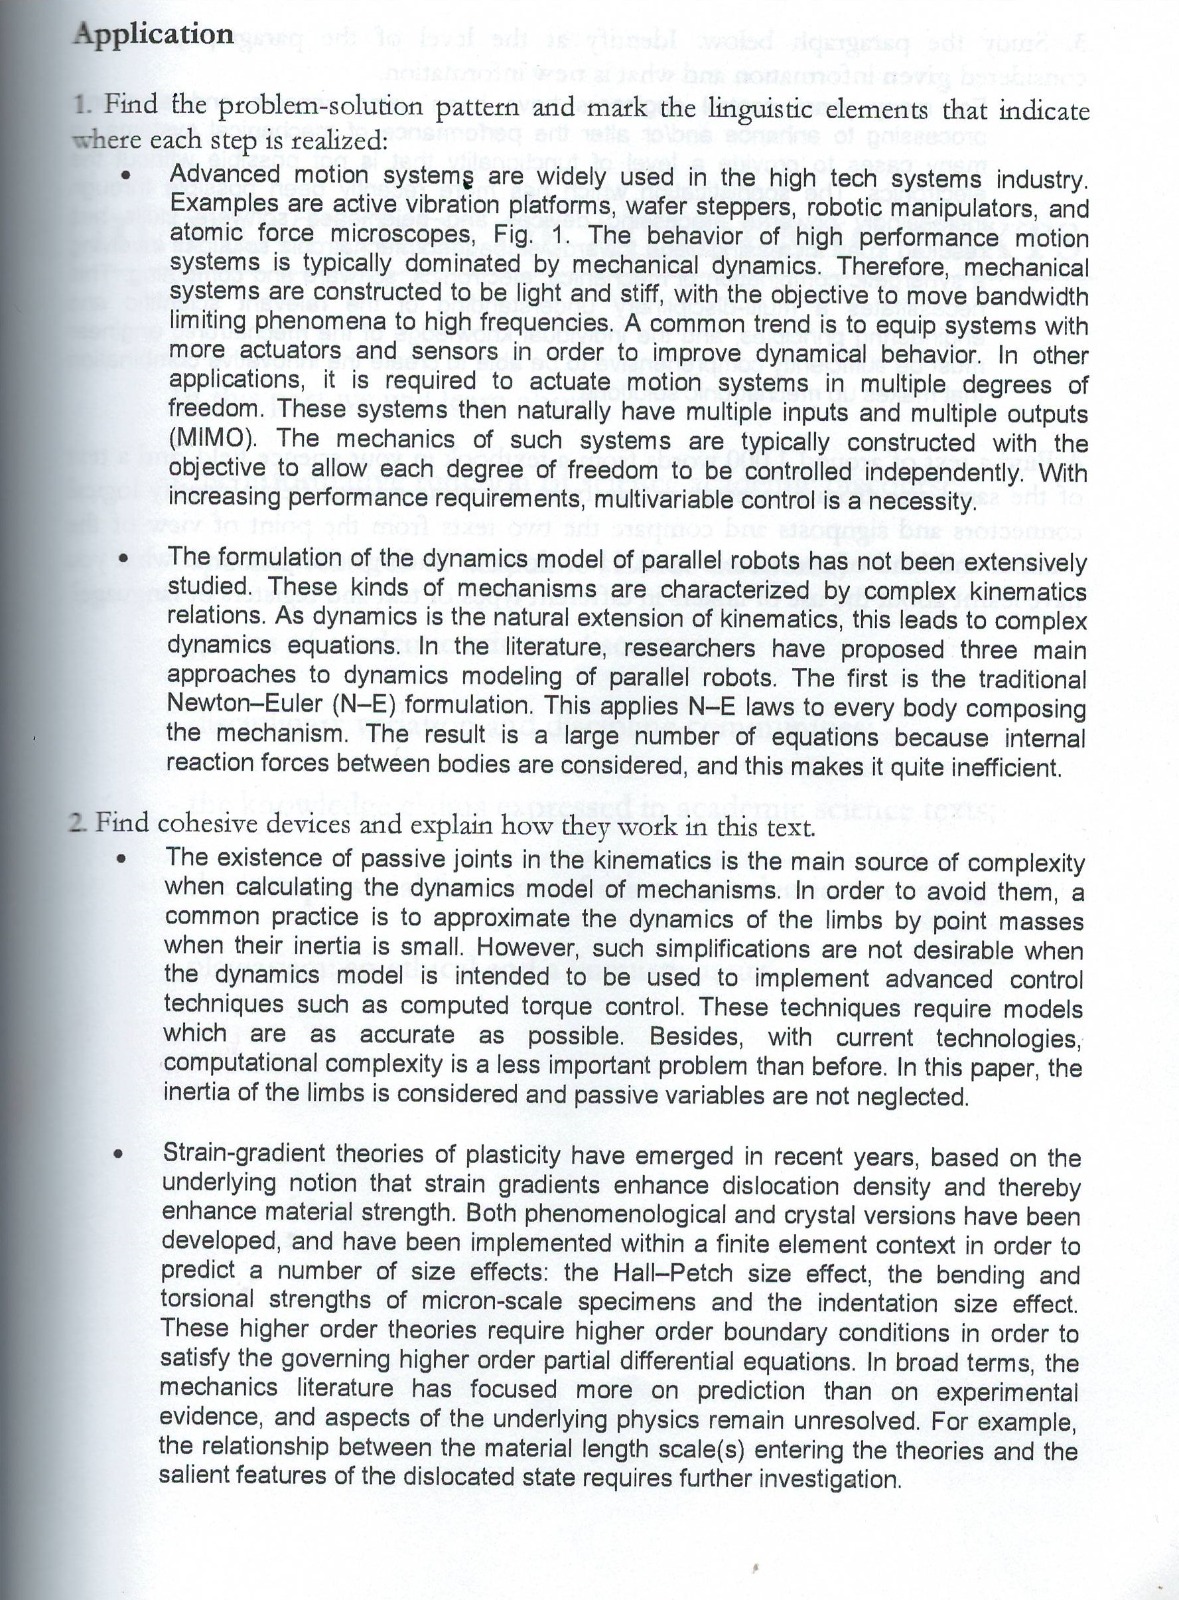 Application
1. Find the problem-solution pattern and mark the linguistic elements that indicate
where each step is realized:
• Advanced motion systems are widely used in the high tech systems industry.
Examples are active vibration platforms, wafer steppers, robotic manipulators, and
atomic force microscopes, Fig. 1. The behavior of high performance motion
systems is typically dominated by mechanical dynamics. Therefore, mechanical
systems are constructed to be light and stiff, with the objective to move bandwidth
limiting phenomena to high frequencies. A common trend is to equip systems with
more actuators and sensors in order to improve dynamical behavior. In other
applications, it is required to actuate motion systems in multiple degrees of
freedom. These systems then naturally have multiple inputs and multiple outputs
(MIMO). The mechanics of such systems are typically constructed with the
objective to allow each degree of freedom to be controlled independently. With
increasing performance requirements, multivariable control is a necessity.
• The formulation of the dynamics model of parallel robots has not been extensively
studied. These kinds of mechanisms are characterized by complex kinematics
relations. As dynamics is the natural extension of kinematics, this leads to complex
dynamics equations. In the literature, researchers have proposed three main
approaches to dynamics modeling of parallel robots. The first is the traditional
Newton–Euler (N–E) formulation. This applies N–E laws to every body composing
the mechanism. The result is a large number of equations because internal
reaction forces between bodies are considered, and this makes it quite inefficient.
2. Find cohesive devices and explain how they work in this text.
• The existence of passive joints in the kinematics is the main source of complexity
when calculating the dynamics model of mechanisms. In order to avoid them, a
common practice is to approximate the dynamics of the limbs by point masses
when their inertia is small. However, such simplifications are not desirable when
the dynamics model is intended to be used to implement advanced control
techniques such as computed torque control. These techniques require models
which are as accurate as possible. Besides, with current technologies,
computational complexity is a less important problem than before. In this paper, the
inertia of the limbs is considered and passive variables are not neglected.
• Strain-gradient theories of plasticity have emerged in recent years, based on the
underlying notion that strain gradients enhance dislocation density and thereby
enhance material strength. Both phenomenological and crystal versions have been
developed, and have been implemented within a finite element context in order to
predict a number of size effects: the Hall–Petch size effect, the bending and
torsional strengths of micron-scale specimens and the indentation size effect.
These higher order theories require higher order boundary conditions in order to
satisfy the governing higher order partial differential equations. In broad terms, the
mechanics literature has focused more on prediction than on experimental
evidence, and aspects of the underlying physics remain unresolved. For example,
the relationship between the material length scale(s) entering the theories and the
salient features of the dislocated state requires further investigation.